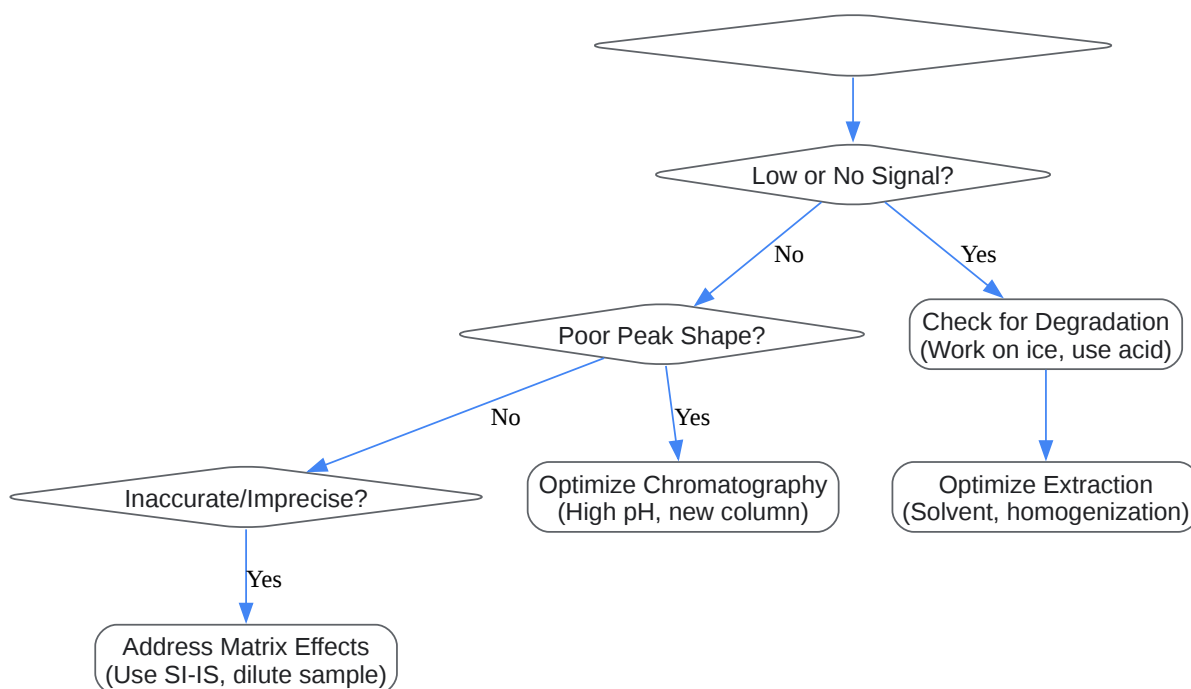 Low or No Signal?
No
Yes
Poor Peak Shape?
Check for Degradation
(Work on ice, use acid)
No
Yes
Inaccurate/Imprecise?
Optimize Chromatography
(High pH, new column)
Optimize Extraction
(Solvent, homogenization)
Yes
Address Matrix Effects
(Use SI-IS, dilute sample)